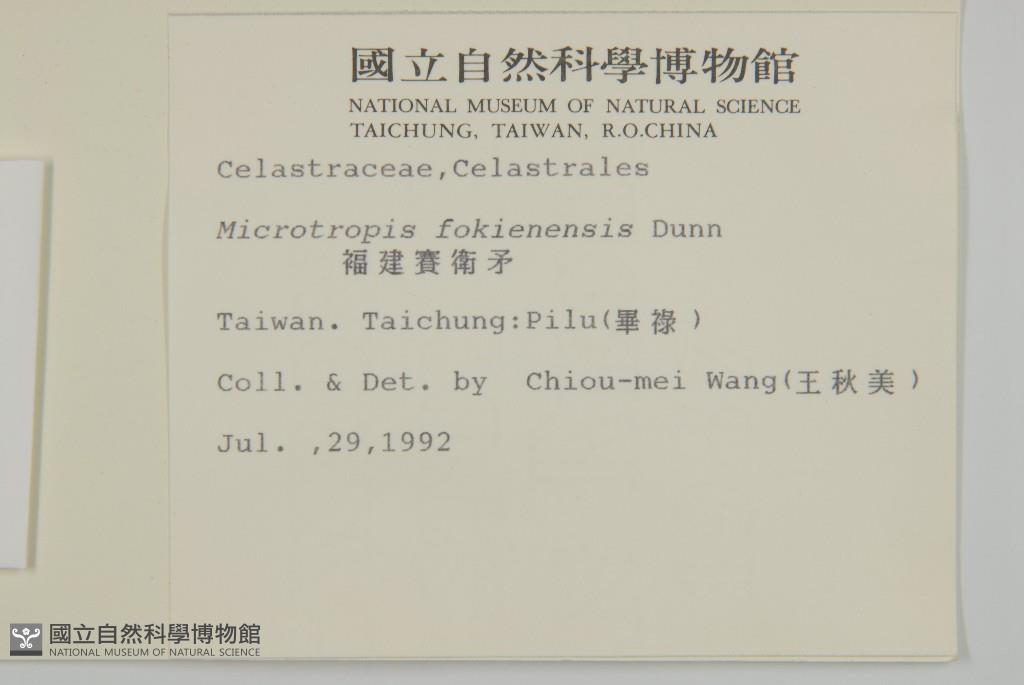 國立自然科學博物館
NATIONAL MUSEUM OF NATURAL SCIENCE
TAICHUNG, TAIWAN, R.O.CHINA
Celastraceae,Celastrales
Microtropis fokienensis Dunn
福建賽衛矛
Taiwan. Taichung:Pilu(畢祿)
Coll. & Det. by Chiou-mei Wang(王秋美)
Jul. ,29,1992
國立自然科學博物館
NATIONAL MUSEUM OF NATURAL SCIENCE